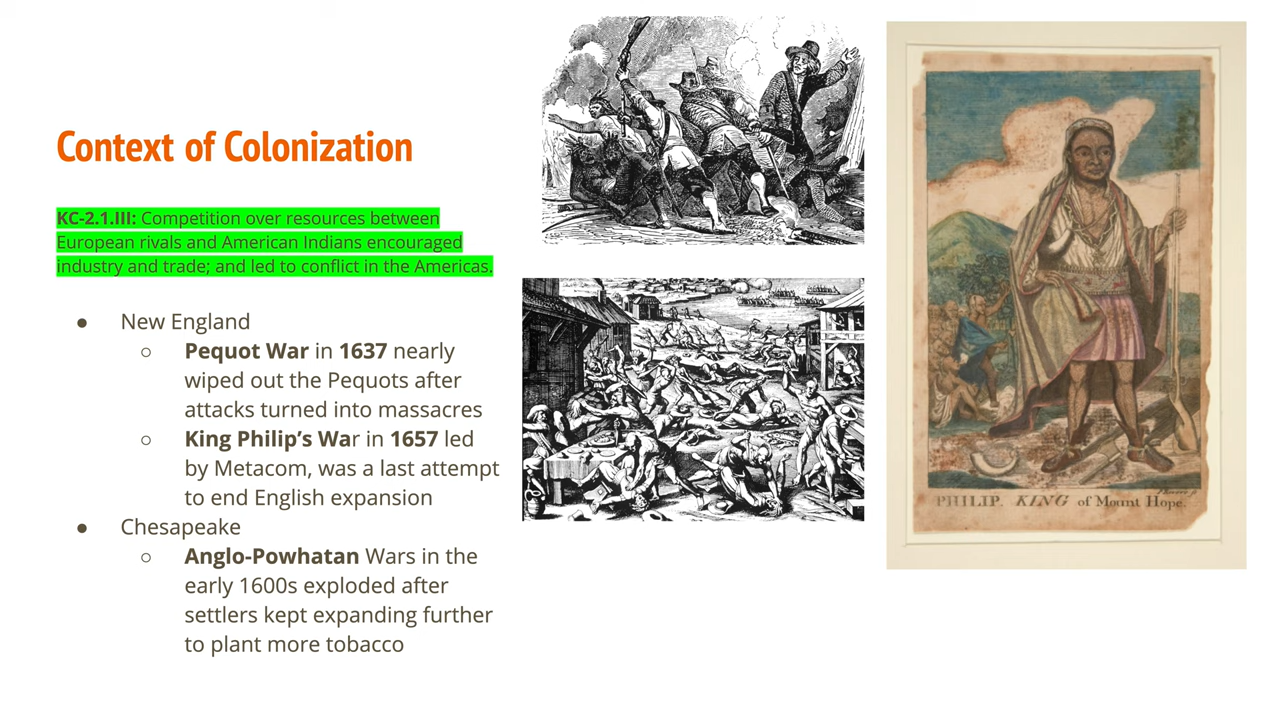 Context of Colonization
KC-2.1.III: Competition over resources between
European rivals and American Indians encouraged
industry and trade; and led to conflict in the Americas.
● New England
○ Pequot War in 1637 nearly
wiped out the Pequots after
attacks turned into massacres
○ King Philip’s War in 1657 led
by Metacom, was a last attempt
to end English expansion
● Chesapeake
○ Anglo-Powhatan Wars in the
early 1600s exploded after
settlers kept expanding further
to plant more tobacco
PHILIP. KING of Mount Hope.